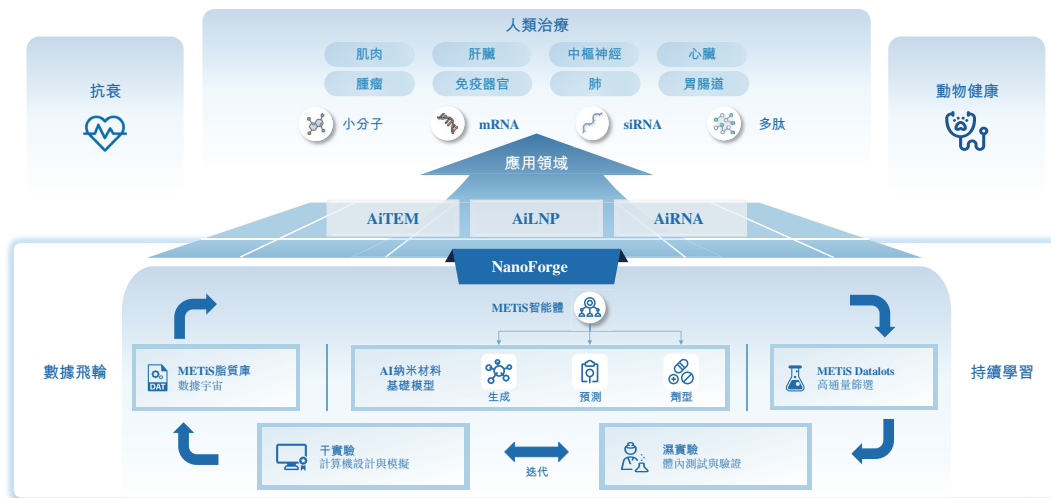 人類治療
抗衰
肌肉
肝臟
中樞神經
心臟
腫瘤
免疫器官
肺
胃腸道
動物健康
小分子
mRNA
siRNA
多肽
應用領域
AiTEM
AiLNP
AiRNA
NanoForge
METiS智能體
數據飛輪
METiS脂質庫
數據宇宙
DAT
AI納米材料
基礎模型
生成
預測
劑型
METiS Datalots
高通量篩選
持續學習
干實驗
計算機設計與模擬
迭代
濕實驗
體內測試與驗證